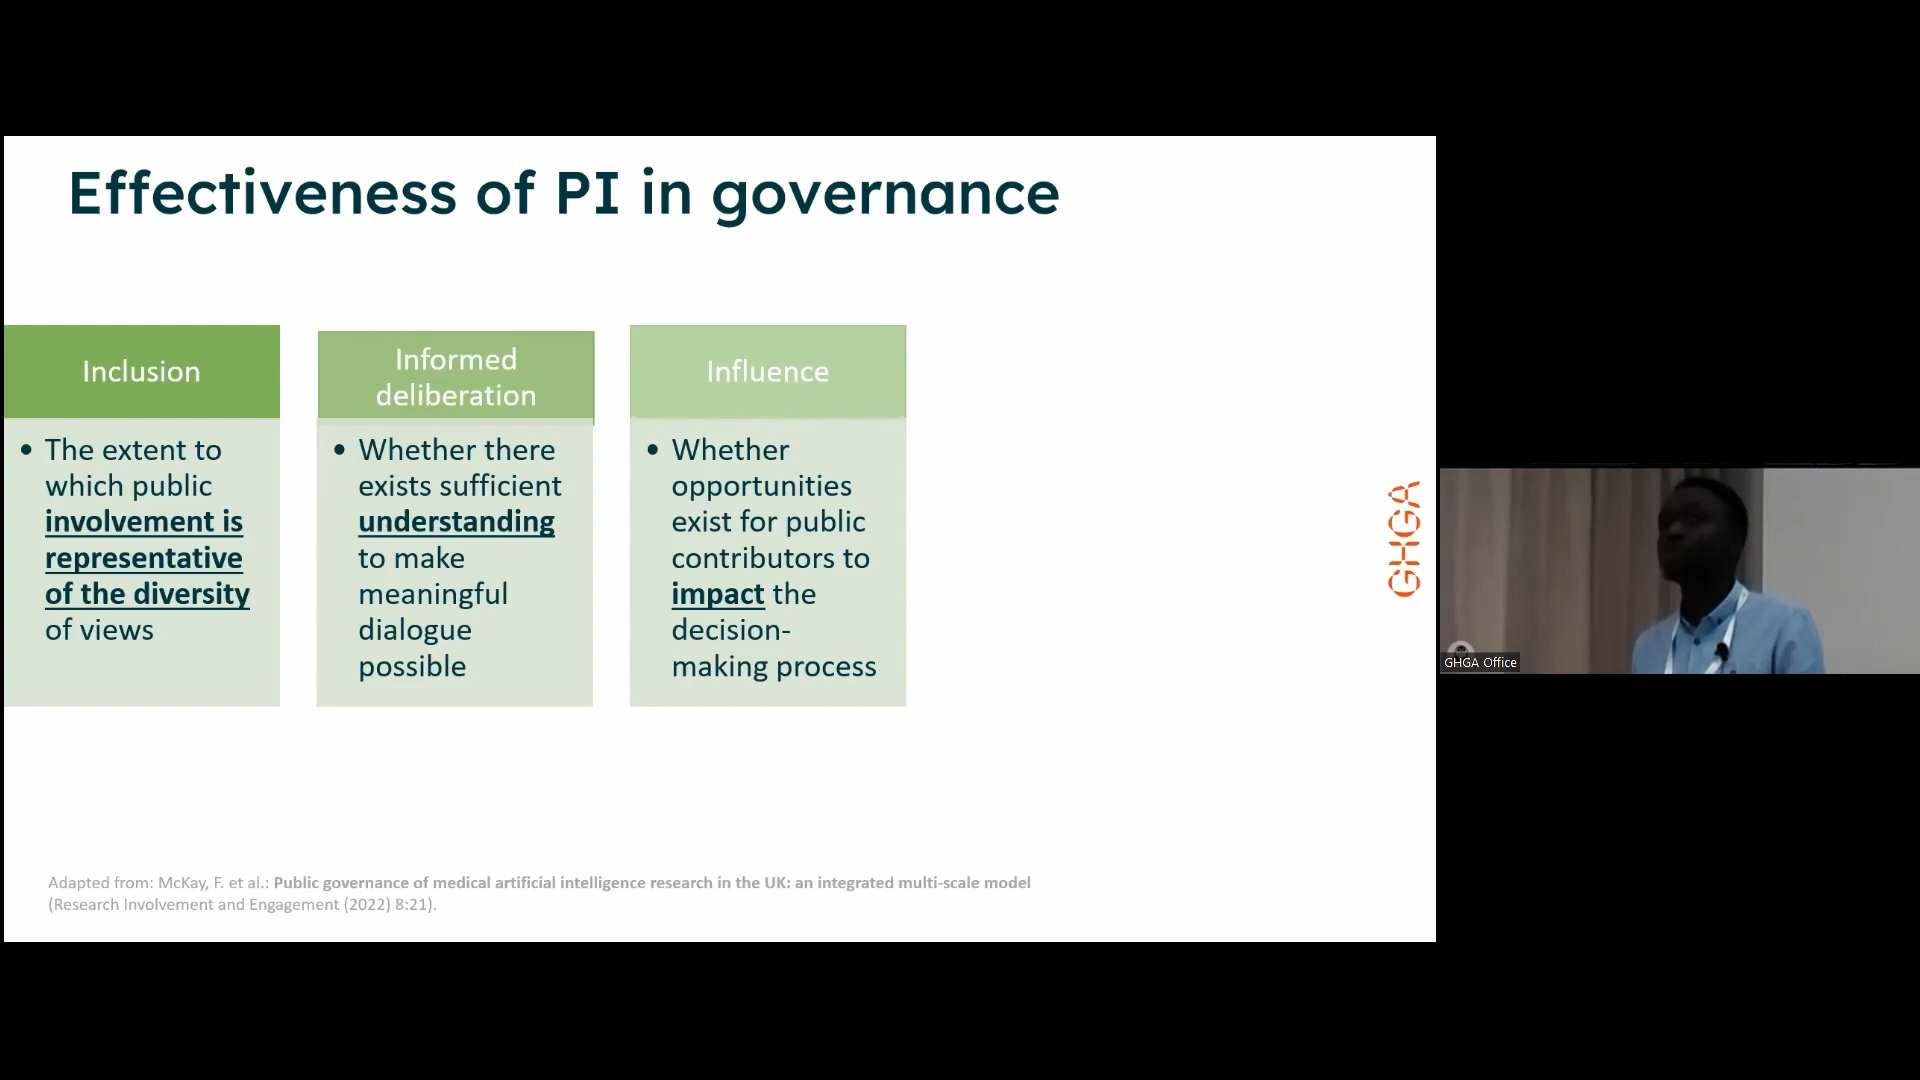 Effectiveness of PI in governance
Inclusion
• The extent to
which public
involvement is
representative
of the diversity
of views
Informed
deliberation
• Whether there
exists sufficient
understanding
to make
meaningful
dialogue
possible
Influence
• Whether
opportunities
exist for public
contributors to
impact the
decision-
making process
GHGA
GHGA Office
Adapted from: McKay, F. et al.: Public governance of medical artificial intelligence research in the UK: an integrated multi-scale model
(Research Involvement and Engagement (2022) 8:21).